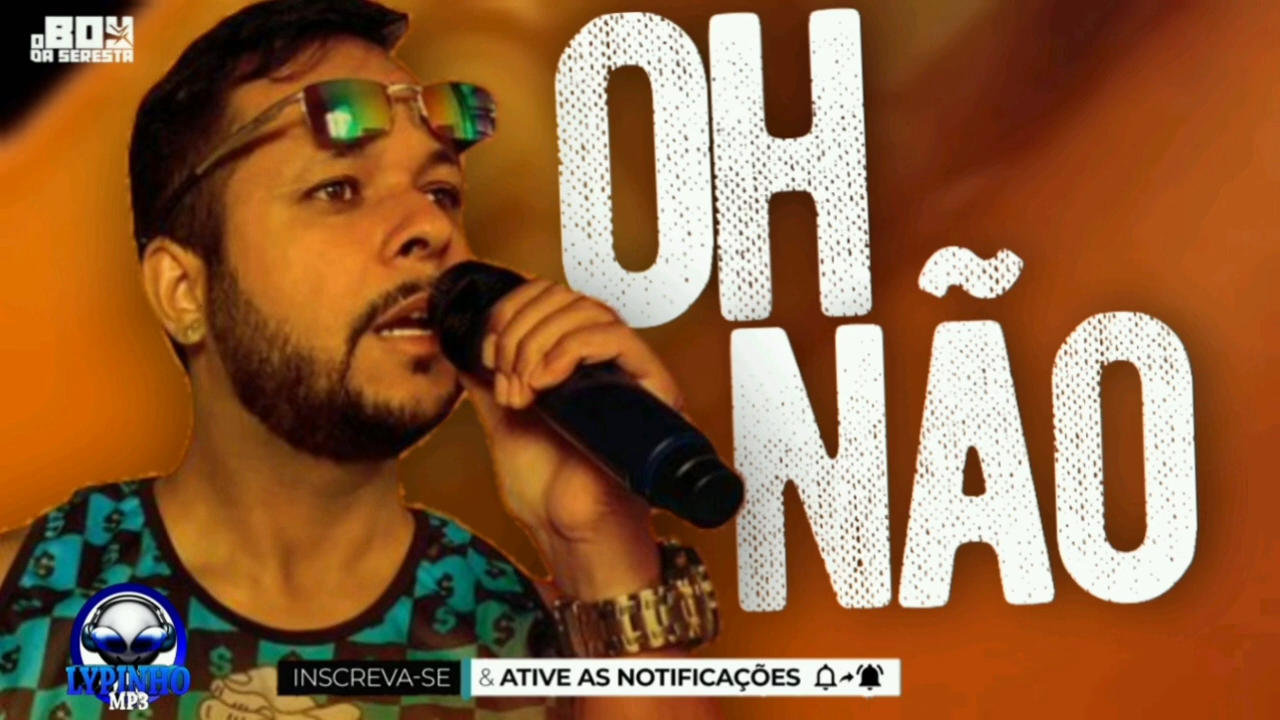 O BOY
DA SERESTA
OH
NÃO
LYPINHO
MP3
INSCREVA-SE & ATIVE AS NOTIFICAÇÕES